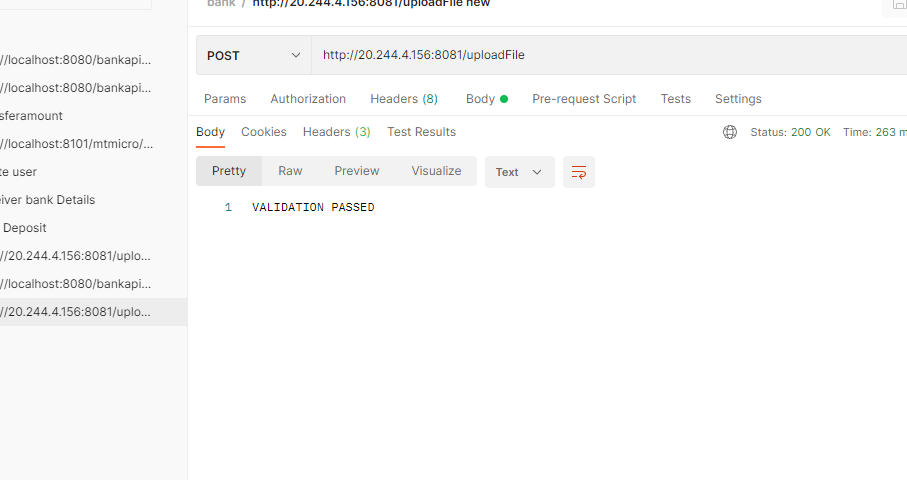 bank / http://20.244.4.156:8081/uploadFile new
POST http://20.244.4.156:8081/uploadFile
Params Authorization Headers (8) Body Pre-request Script Tests Settings
Body Cookies Headers (3) Test Results Status: 200 OK Time: 263 m
Pretty Raw Preview Visualize Text
1 VALIDATION PASSED
//localhost:8080/bankapi...
//localhost:8080/bankapi...
sferamount
//localhost:8101/mtmicro/...
te user
eiver bank Details
Deposit
//20.244.4.156:8081/uplo...
//localhost:8080/bankapi...
//20.244.4.156:8081/uplo...